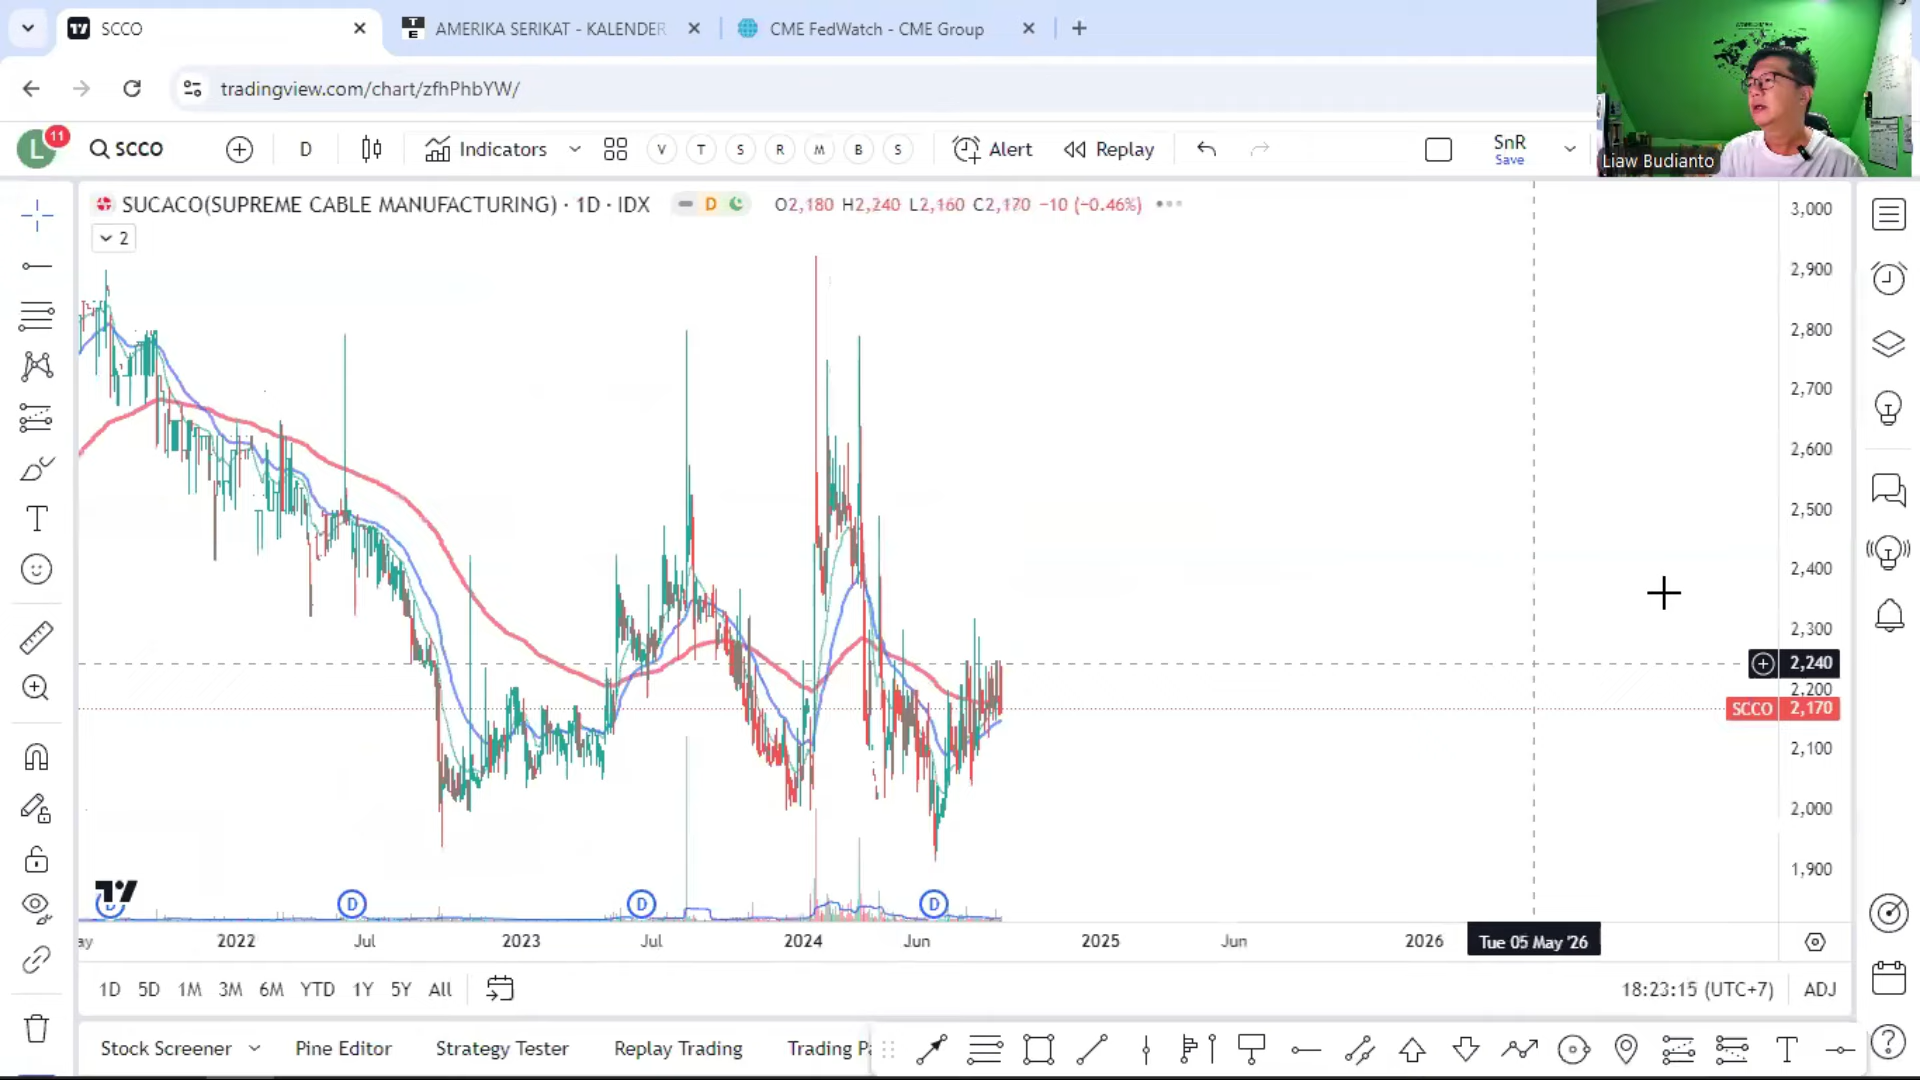 SCCO
AMERIKA SERIKAT - KALENDER
CME FedWatch - CME Group
tradingview.com/chart/zfhPhbYW/
L
11
SCCO
D
Indicators
V T S R M B S
Alert
Replay
SnR
Save
Liaw Budianto
SUCACO(SUPREME CABLE MANUFACTURING) · 1D · IDX
D
O2,180 H2,240 L2,160 C2,170 −10 (−0.46%)
2
3,000
2,900
2,800
2,700
2,600
2,500
2,400
2,300
2,240
2,200
SCCO 2,170
2,100
2,000
1,900
D D D
2022 Jul 2023 Jul 2024 Jun 2025 Jun 2026 Tue 05 May '26
1D 5D 1M 3M 6M YTD 1Y 5Y All
18:23:15 (UTC+7) ADJ
Stock Screener Pine Editor Strategy Tester Replay Trading Trading